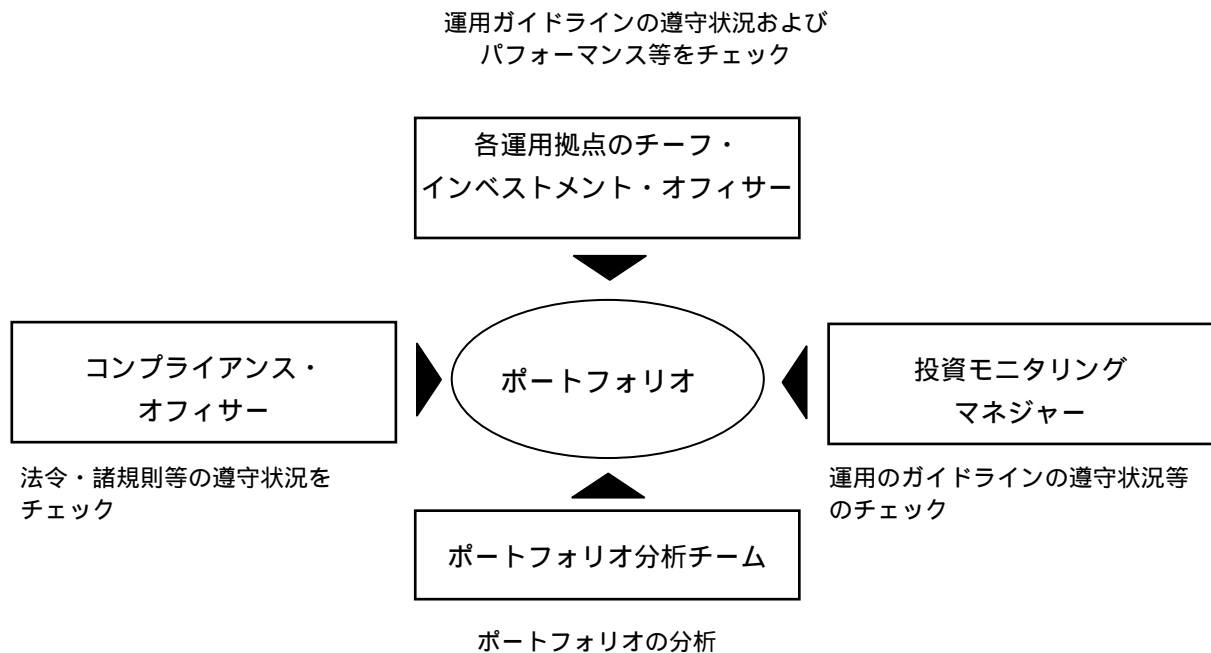 運用ガイドラインの遵守状況および
パフォーマンス等をチェック
各運用拠点のチーフ・
インベストメント・オフィサー
コンプライアンス・
オフィサー
法令・諸規則等の遵守状況を
チェック
ポートフォリオ
投資モニタリング
マネジャー
運用のガイドラインの遵守状況等
のチェック
ポートフォリオ分析チーム
ポートフォリオの分析